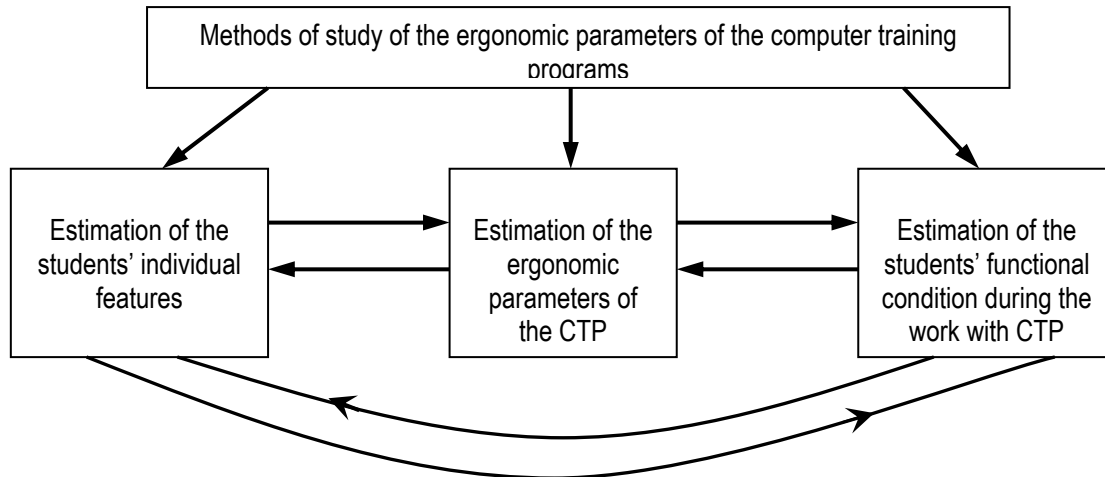 Methods of study of the ergonomic parameters of the computer training
programs
Estimation of the
students’ individual
features
Estimation of the
ergonomic
parameters of
the CTP
Estimation of the
students’ functional
condition during the
work with CTP